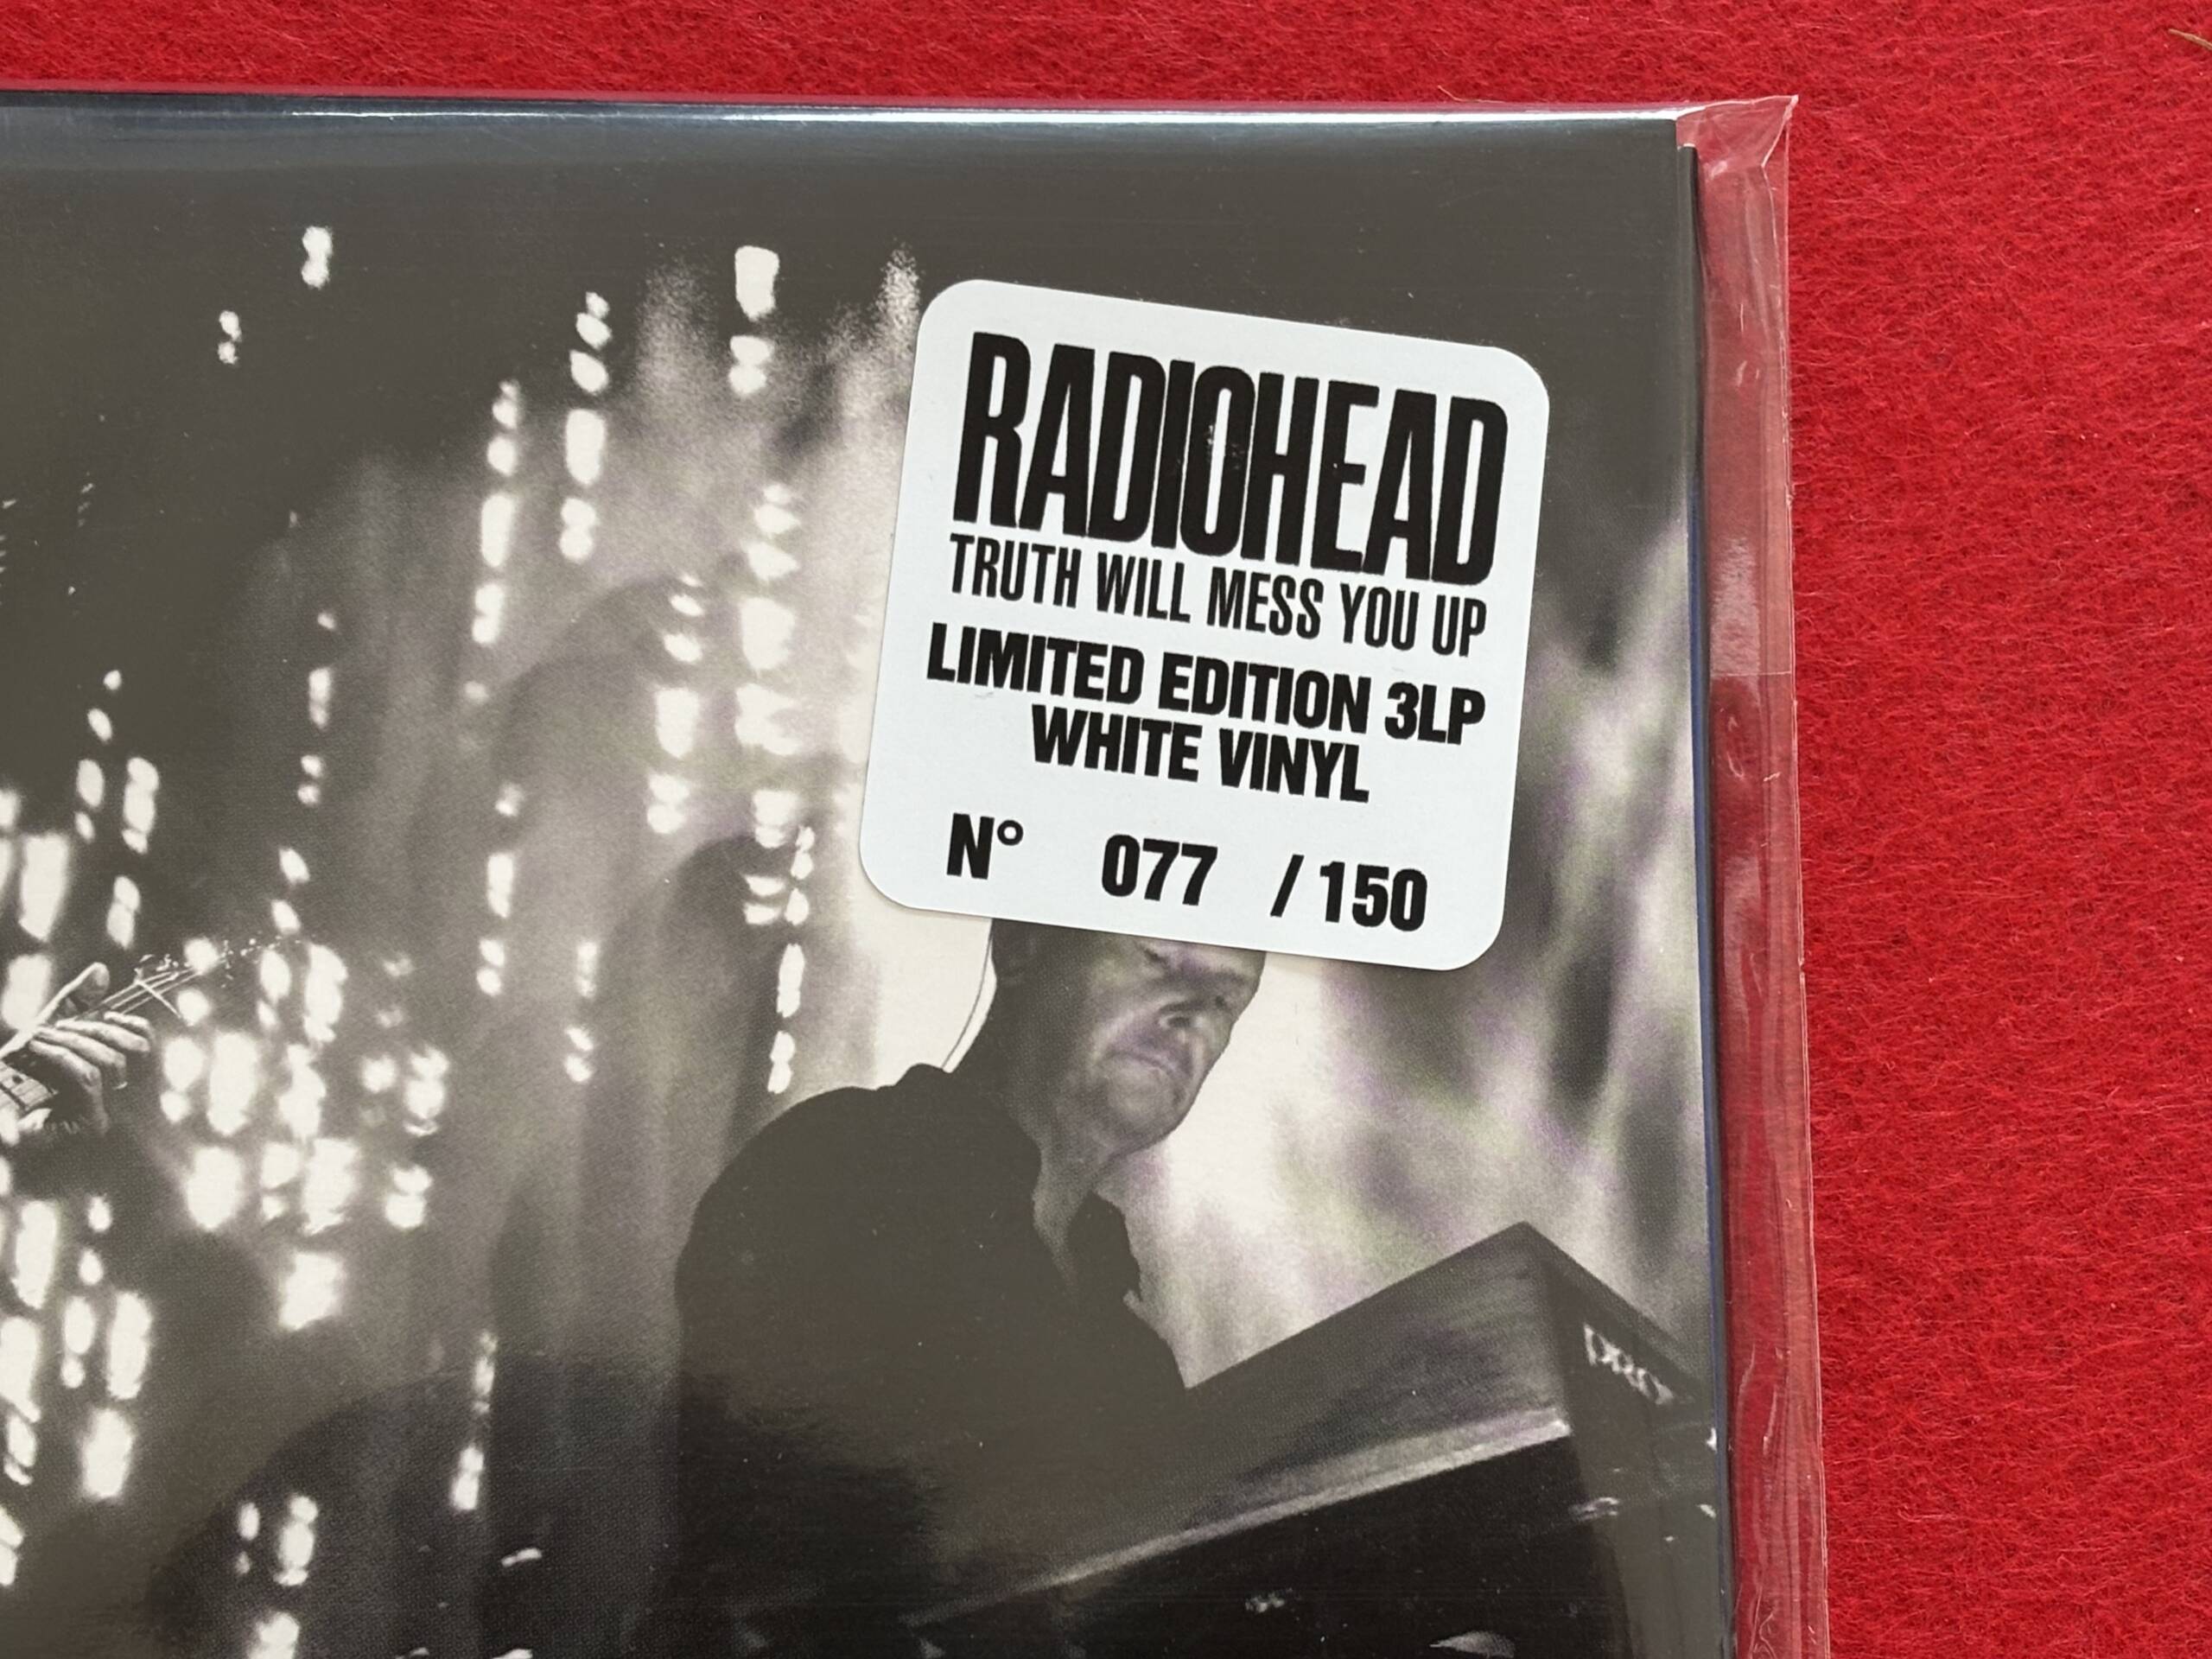 RADIOHEAD
TRUTH WILL MESS YOU UP
LIMITED EDITION 3LP
WHITE VINYL
N° 077 / 150